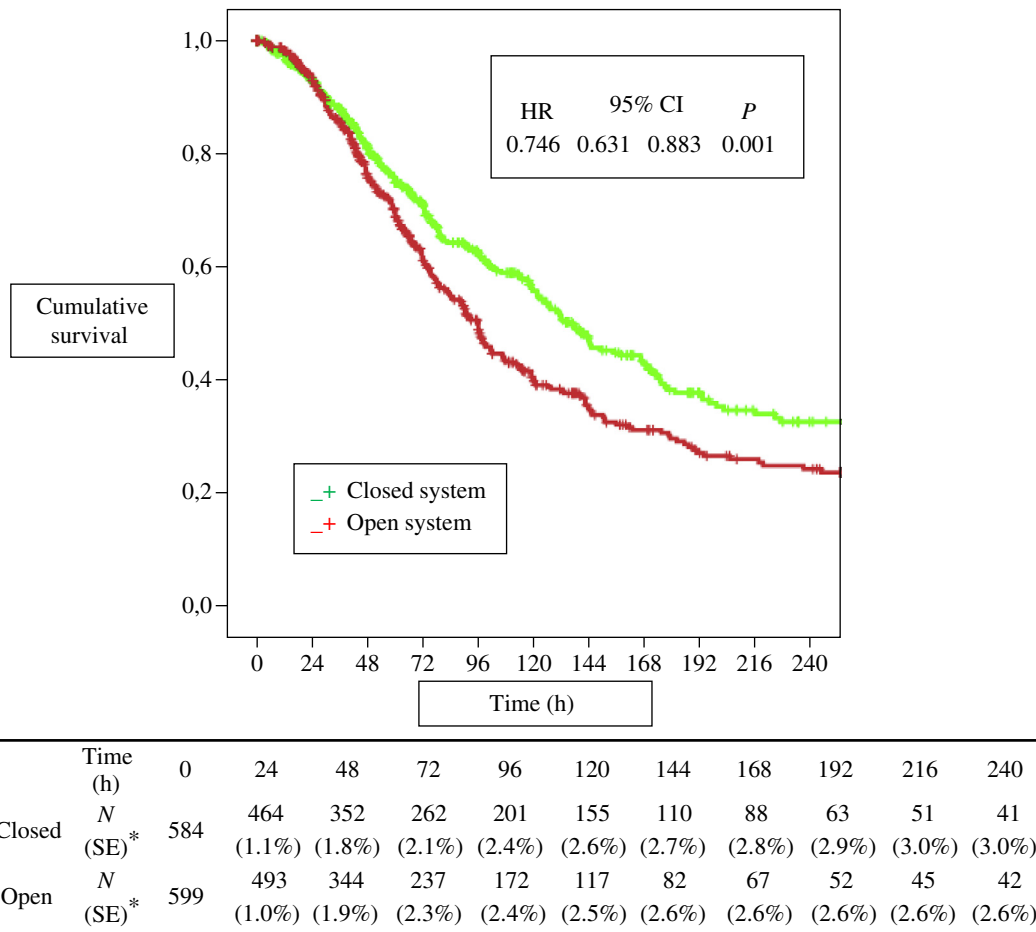 1,0
0,8
0,6
0,4
0,2
0,0
HR 95% CI P
0.746 0.631 0.883 0.001
Cumulative
survival
_+ Closed system
_+ Open system
0 24 48 72 96 120 144 168 192 216 240
Time (h)
Time
(h) 0 24 48 72 96 120 144 168 192 216 240
Closed N (SE)* 584 464 352 262 201 155 110 88 63 51 41
(1.1%) (1.8%) (2.1%) (2.4%) (2.6%) (2.7%) (2.8%) (2.9%) (3.0%) (3.0%)
Open N (SE)* 599 493 344 237 172 117 82 67 52 45 42
(1.0%) (1.9%) (2.3%) (2.4%) (2.5%) (2.6%) (2.6%) (2.6%) (2.6%) (2.6%)